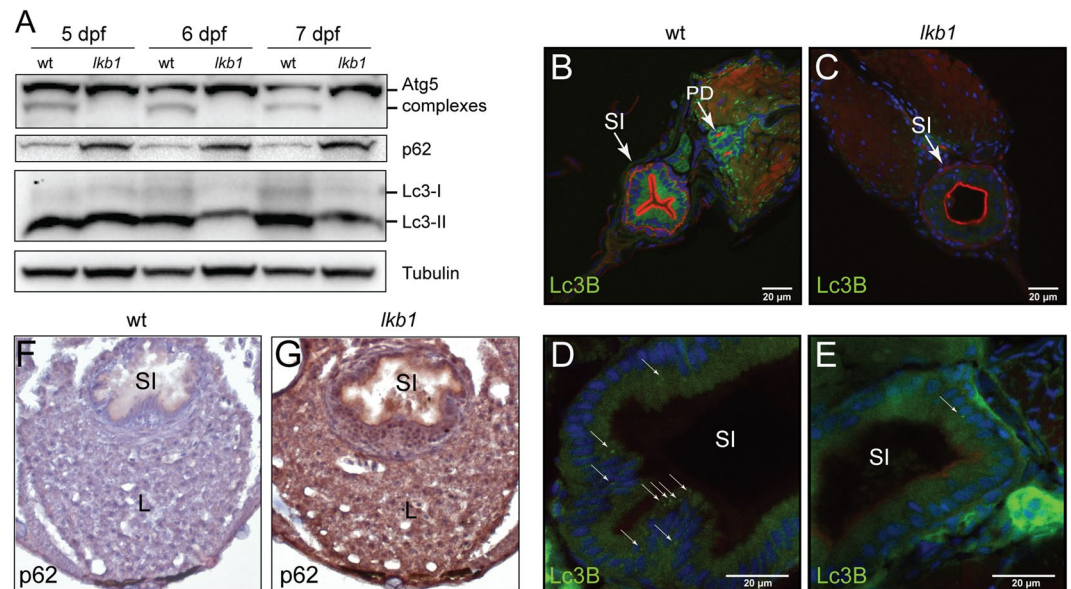 A
5 dpf 6 dpf 7 dpf
wt lkb1 wt lkb1 wt lkb1
Atg5
complexes
p62
Lc3-I
Lc3-II
Tubulin
wt lkb1
B
SI
PD
Lc3B
20 µm
C
SI
Lc3B
20 µm
wt lkb1
F
SI
L
p62
G
SI
L
p62
D
SI
Lc3B
20 µm
E
SI
Lc3B
20 µm